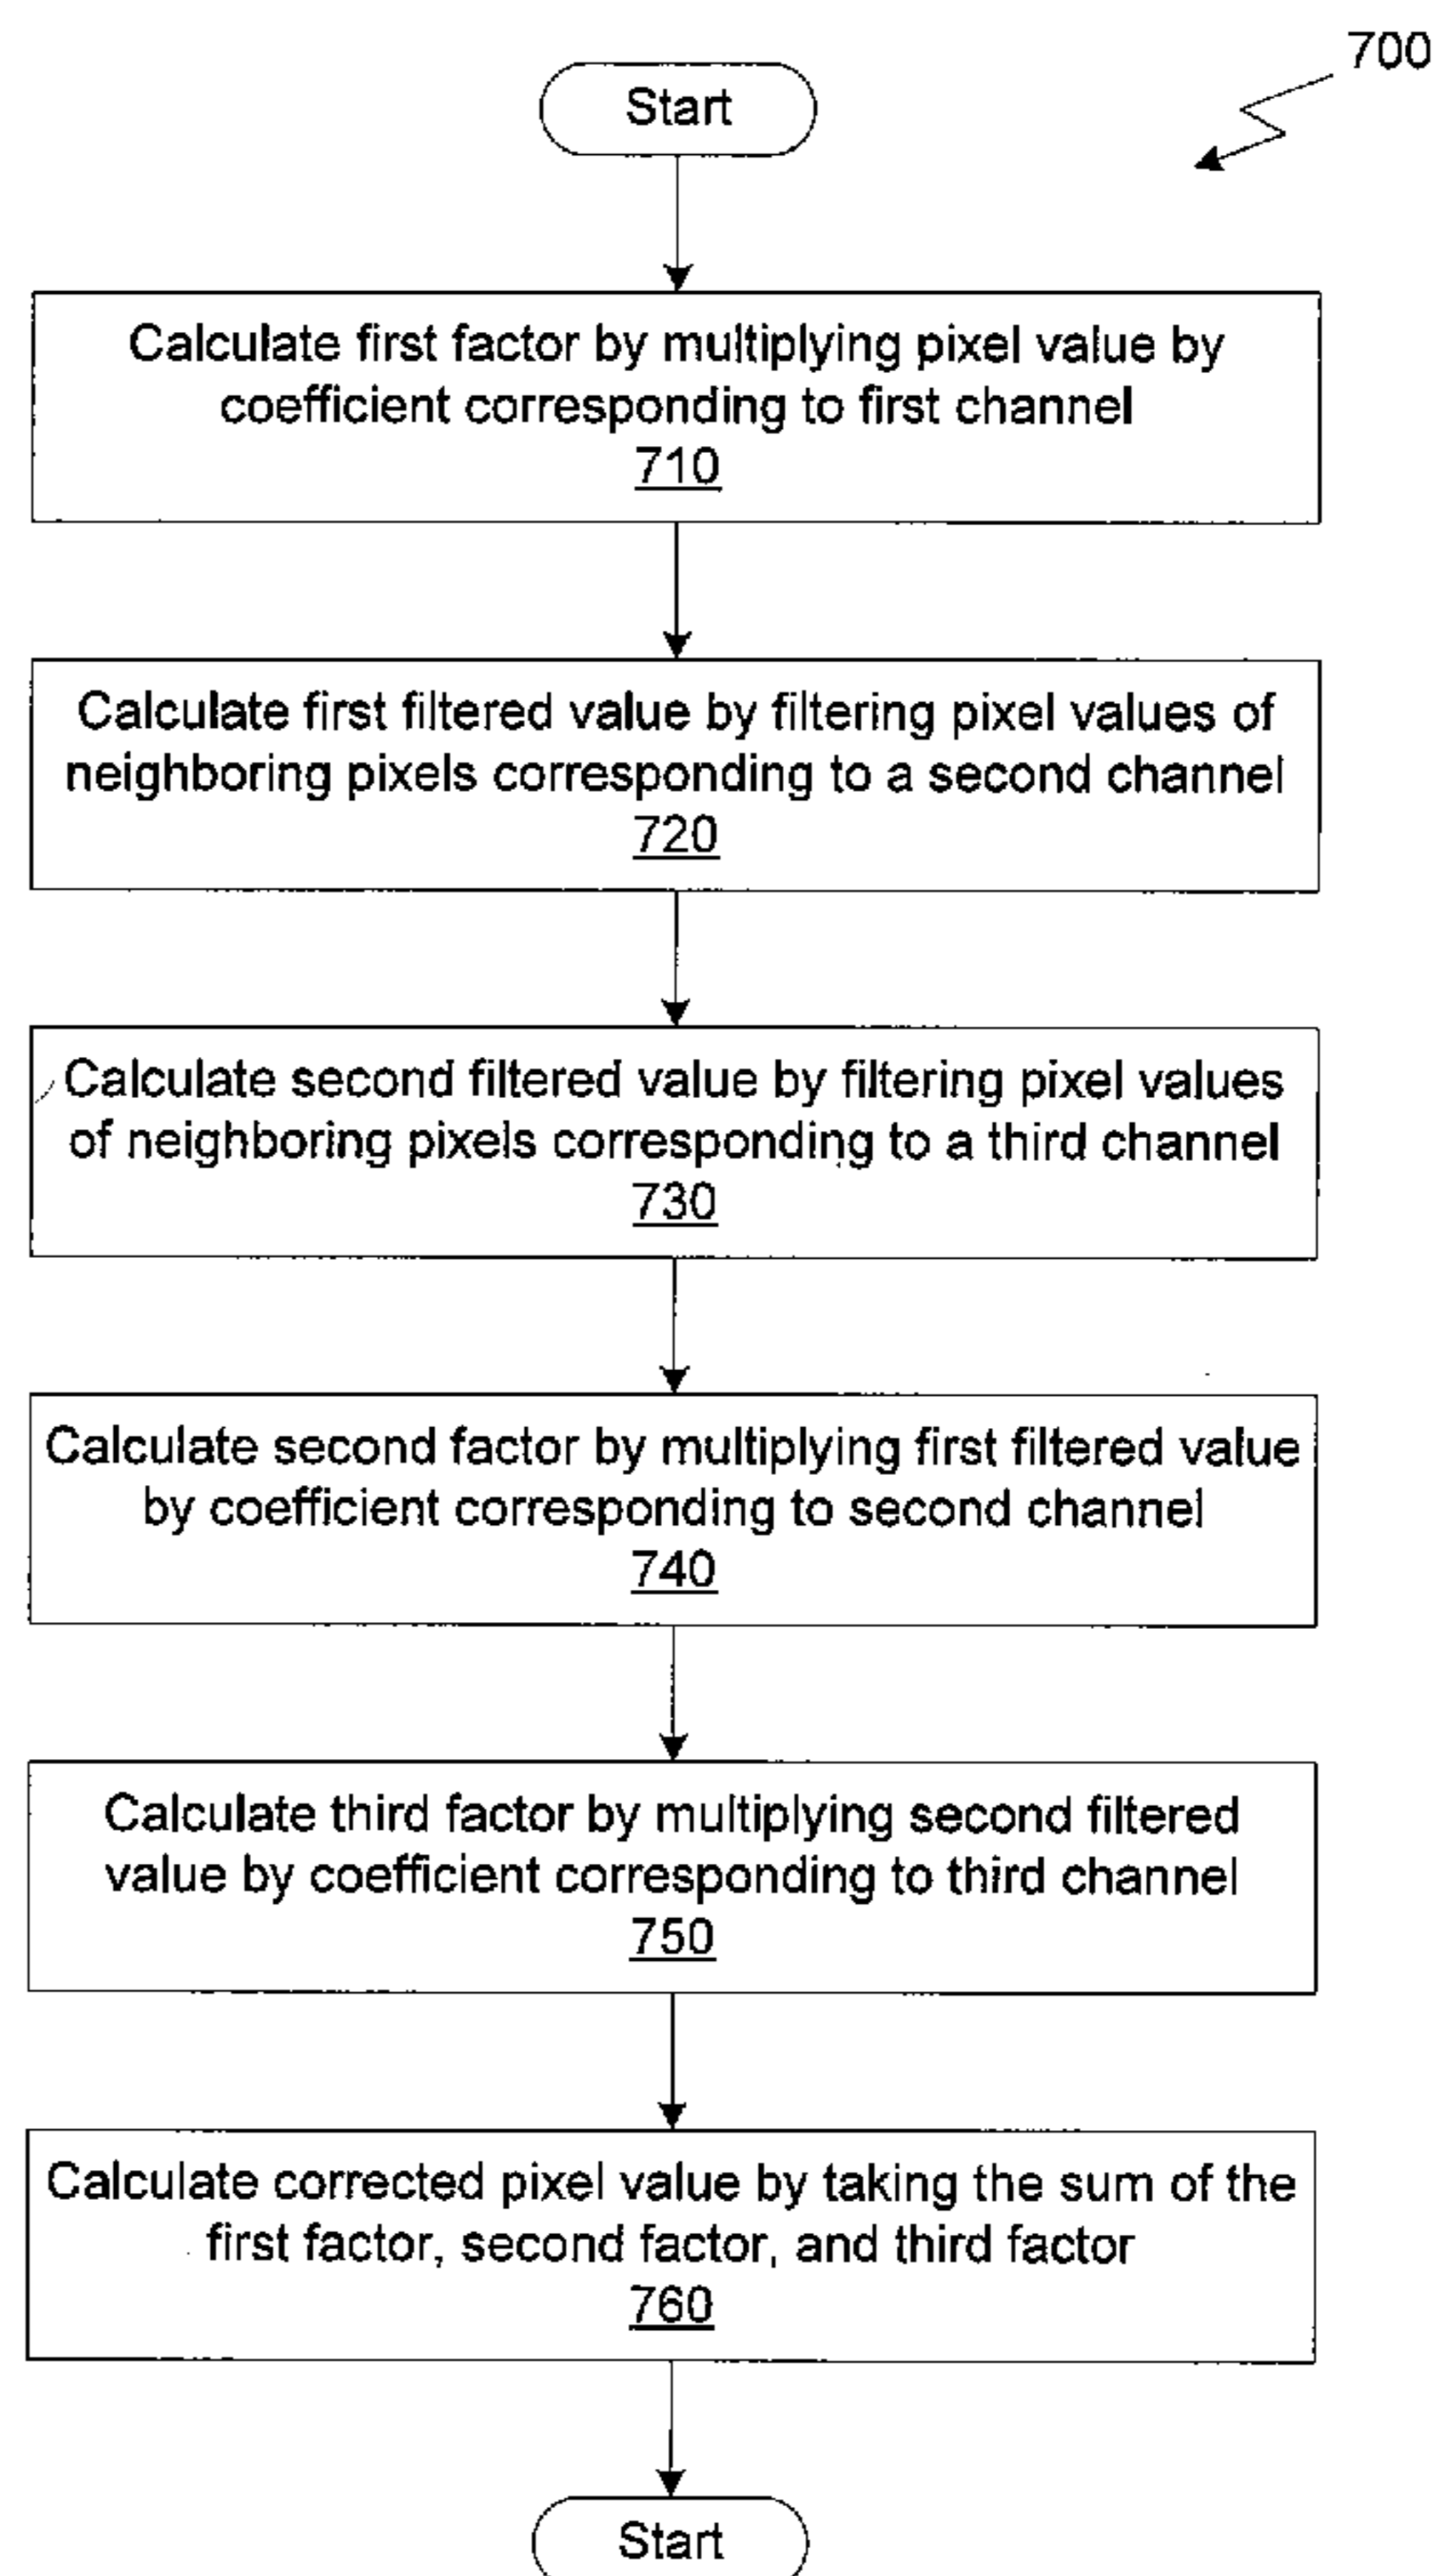 700
Start
Calculate first factor by multiplying pixel value by
coefficient corresponding to first channel
710
Calculate first filtered value by filtering pixel values of
neighboring pixels corresponding to a second channel
720
Calculate second filtered value by filtering pixel values
of neighboring pixels corresponding to a third channel
730
Calculate second factor by multiplying first filtered value
by coefficient corresponding to second channel
740
Calculate third factor by multiplying second filtered
value by coefficient corresponding to third channel
750
Calculate corrected pixel value by taking the sum of the
first factor, second factor, and third factor
760
Start